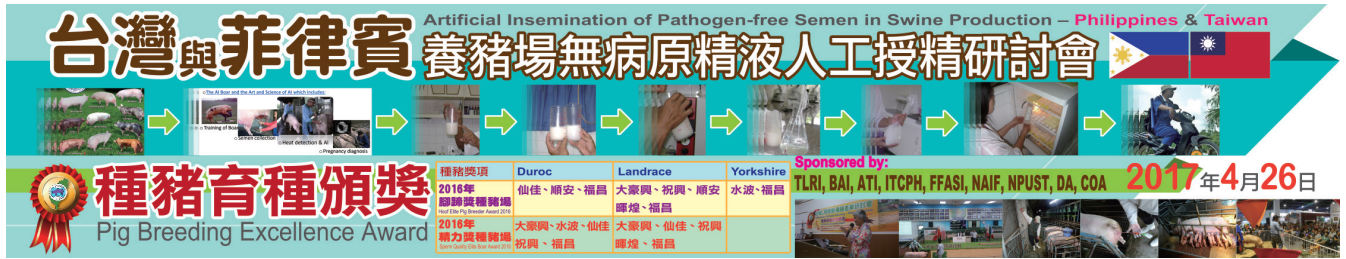 Artificial Insemination of Pathogen-free Semen in Swine Production – Philippines & Taiwan
台灣與菲律賓
養豬場無病原精液人工授精研討會
The AI Boar and the Art and Science of AI which includes:
Training of Boar
Semen collection
Heat detection & AI
Pregnancy diagnosis
種豬育種頒獎
Pig Breeding Excellence Award
種豬獎項 Duroc Landrace Yorkshire
2016年 仙佳、順安、福昌 大豪興、祝興、順安 水波、福昌
腳蹄獎種豬場 暉煌、福昌
Hoof Elite Pig Breeder Award 2016
2016年 大豪興、水波、仙佳 大豪興、仙佳、祝興
精力獎種豬場 祝興、福昌 暉煌、福昌
Semen Quality Elite Boar Award 2016
Sponsored by:
TLRI, BAI, ATI, ITCPH, FFASI, NAIF, NPUST, DA, COA
2017年4月26日